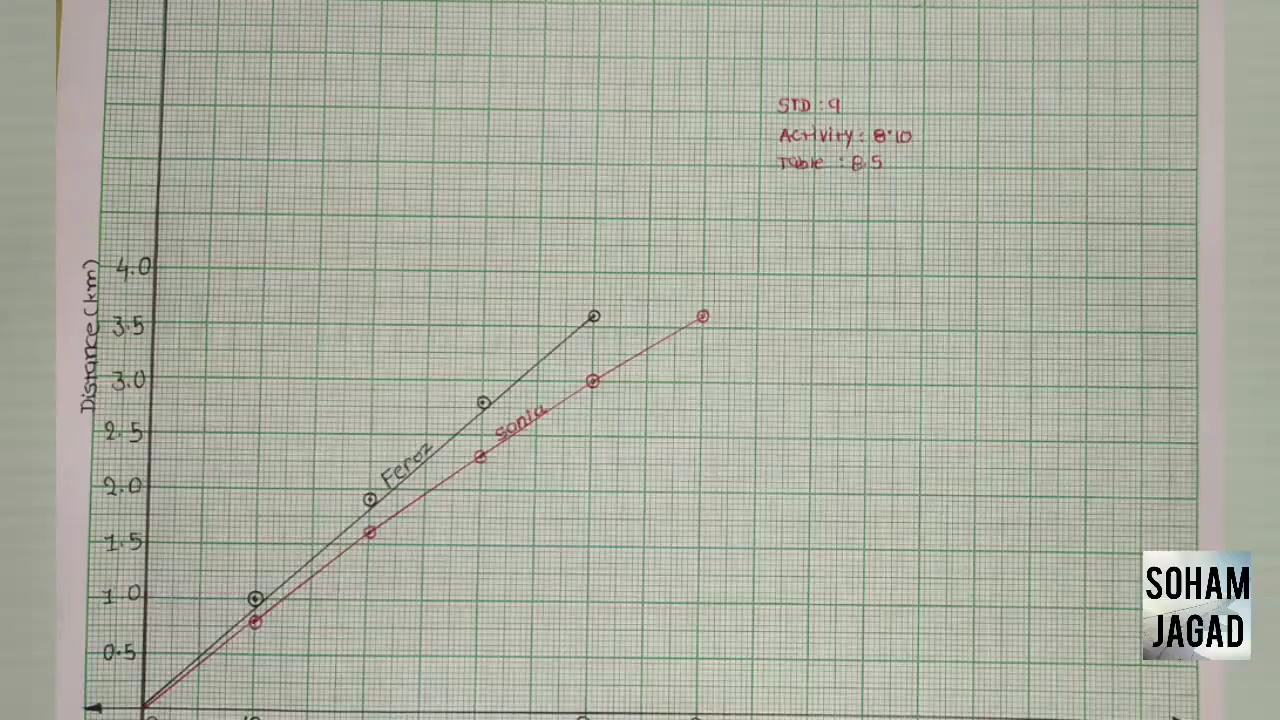 STD : 9
Activity : 8.10
Table : 8.5
Distance (km)
4.0
3.5
3.0
2.5
2.0
1.5
1.0
0.5
Feroz
Sonia
SOHAM
JAGAD